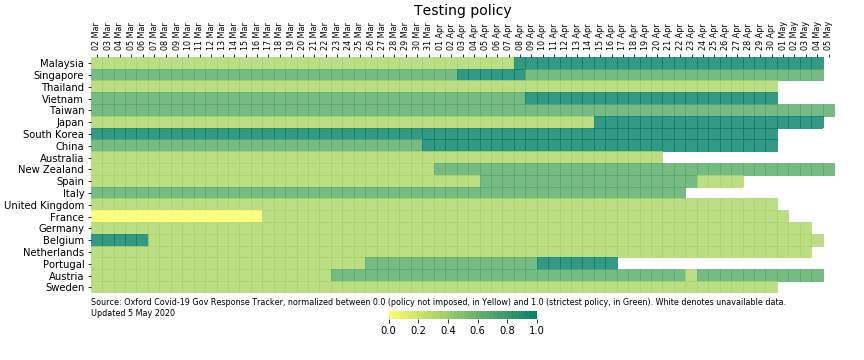 Testing policy
02 Mar
03 Mar
04 Mar
05 Mar
06 Mar
07 Mar
08 Mar
09 Mar
10 Mar
11 Mar
12 Mar
13 Mar
14 Mar
15 Mar
16 Mar
17 Mar
18 Mar
19 Mar
20 Mar
21 Mar
22 Mar
23 Mar
24 Mar
25 Mar
26 Mar
27 Mar
28 Mar
29 Mar
30 Mar
31 Mar
01 Apr
02 Apr
03 Apr
04 Apr
05 Apr
06 Apr
07 Apr
08 Apr
09 Apr
10 Apr
11 Apr
12 Apr
13 Apr
14 Apr
15 Apr
16 Apr
17 Apr
18 Apr
19 Apr
20 Apr
21 Apr
22 Apr
23 Apr
24 Apr
25 Apr
26 Apr
27 Apr
28 Apr
29 Apr
30 Apr
01 May
02 May
03 May
04 May
05 May
Malaysia
Singapore
Thailand
Vietnam
Taiwan
Japan
South Korea
China
Australia
New Zealand
Spain
Italy
United Kingdom
France
Germany
Belgium
Netherlands
Portugal
Austria
Sweden
Source: Oxford Covid-19 Gov Response Tracker, normalized between 0.0 (policy not imposed, in Yellow) and 1.0 (strictest policy, in Green). White denotes unavailable data.
Updated 5 May 2020
0.0 0.2 0.4 0.6 0.8 1.0